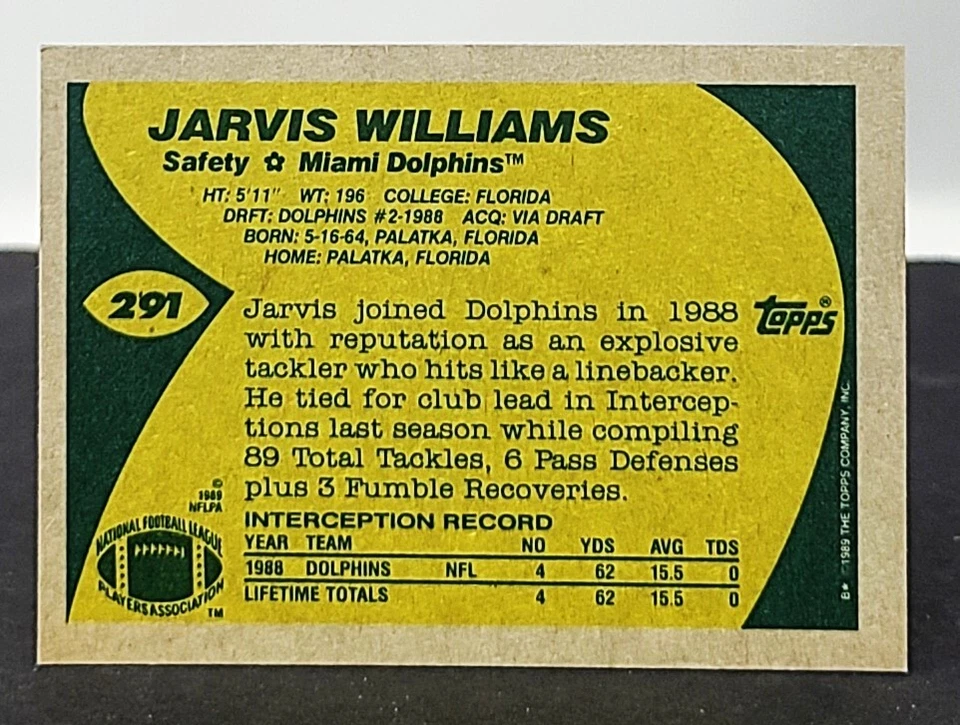 JARVIS WILLIAMS
Safety ✩ Miami Dolphins™
HT: 5'11" WT: 196 COLLEGE: FLORIDA
DRFT: DOLPHINS #2-1988 ACQ: VIA DRAFT
BORN: 5-16-64, PALATKA, FLORIDA
HOME: PALATKA, FLORIDA
291
Jarvis joined Dolphins in 1988
with reputation as an explosive
tackler who hits like a linebacker.
He tied for club lead in Intercep-
tions last season while compiling
89 Total Tackles, 6 Pass Defenses
plus 3 Fumble Recoveries.
topps®
INTERCEPTION RECORD
YEAR TEAM NO YDS AVG TDS
1988 DOLPHINS NFL 4 62 15.5 0
LIFETIME TOTALS 4 62 15.5 0
©
1989
NFLPA
NATIONAL FOOTBALL LEAGUE
PLAYERS ASSOCIATION
TM
B* ©1989 THE TOPPS COMPANY, INC.